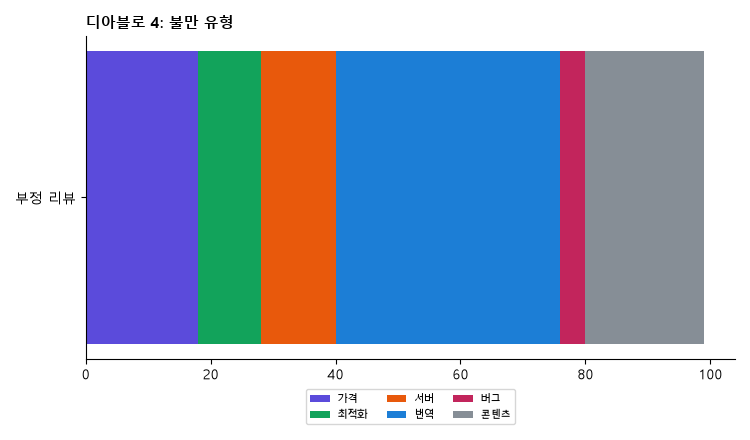 디아블로 4: 불만 유형
부정 리뷰
0 20 40 60 80 100
가격 서버 버그
최적화 번역 콘텐츠